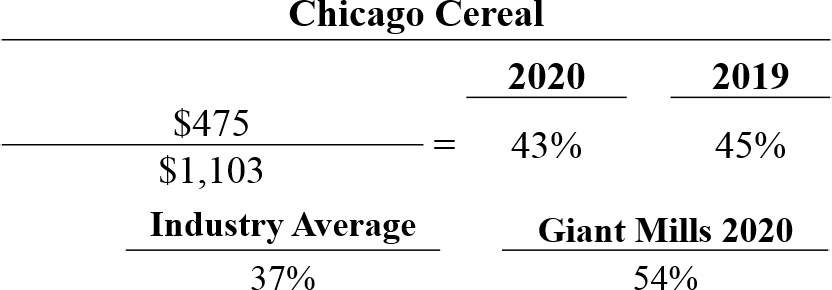 Chicago Cereal
2020 2019
$475
= 43% 45%
$1,103
Industry Average Giant Mills 2020
37% 54%